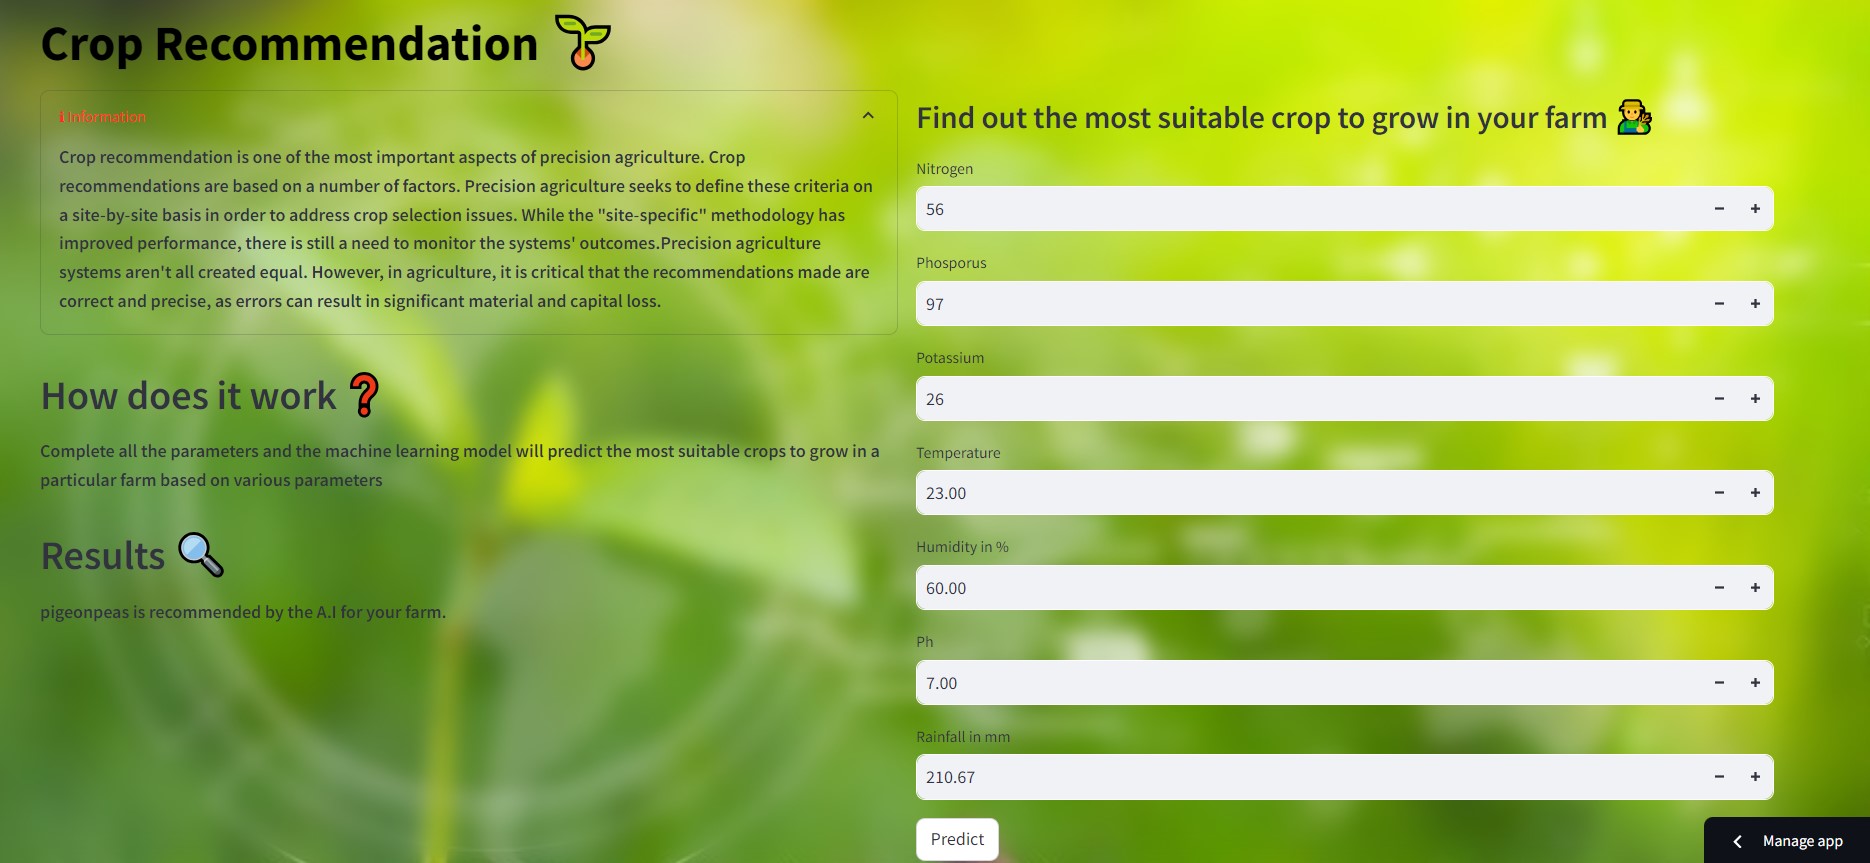 Crop Recommendation
Information
Crop recommendation is one of the most important aspects of precision agriculture. Crop
recommendations are based on a number of factors. Precision agriculture seeks to define these criteria on
a site-by-site basis in order to address crop selection issues. While the "site-specific" methodology has
improved performance, there is still a need to monitor the systems' outcomes.Precision agriculture
systems aren't all created equal. However, in agriculture, it is critical that the recommendations made are
correct and precise, as errors can result in significant material and capital loss.
How does it work ❓
Complete all the parameters and the machine learning model will predict the most suitable crops to grow in a
particular farm based on various parameters
Results
pigeonpeas is recommended by the A.I for your farm.
Find out the most suitable crop to grow in your farm
Nitrogen
56
Phosporus
97
Potassium
26
Temperature
23.00
Humidity in %
60.00
Ph
7.00
Rainfall in mm
210.67
Predict
Manage app